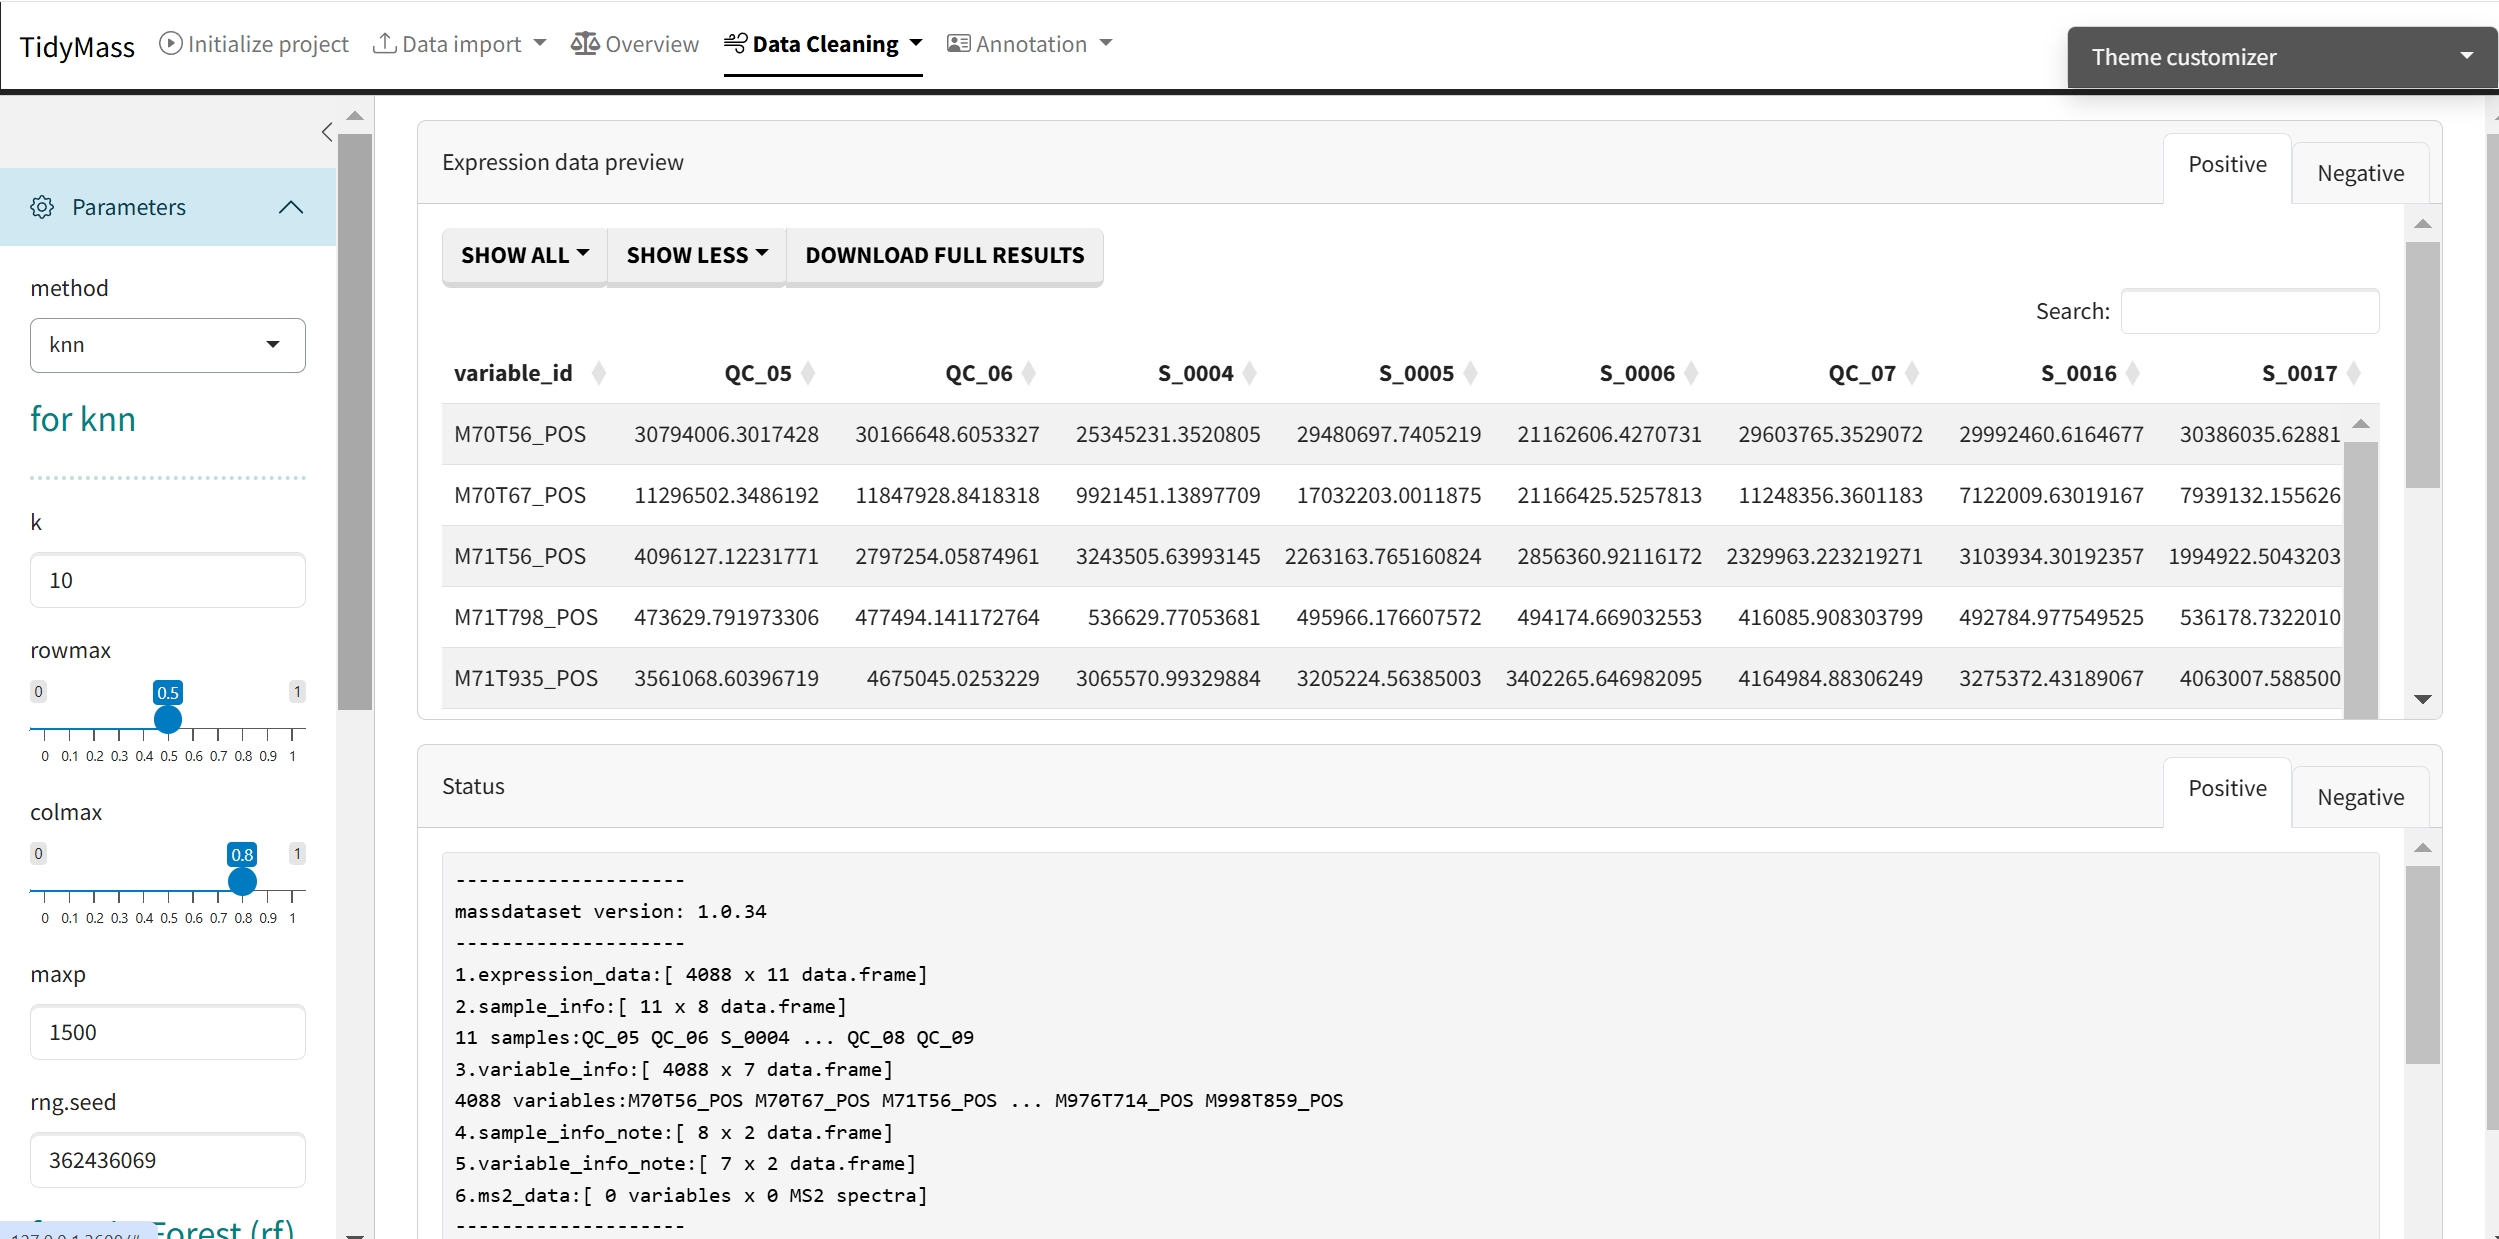 TidyMass Initialize project Data import Overview Data Cleaning Annotation
Theme customizer
Parameters
method
knn
for knn
k
10
rowmax
0 0.5 1
0 0.1 0.2 0.3 0.4 0.5 0.6 0.7 0.8 0.9 1
colmax
0 0.8 1
0 0.1 0.2 0.3 0.4 0.5 0.6 0.7 0.8 0.9 1
maxp
1500
rng.seed
362436069
Forest (rf)
Expression data preview
Positive Negative
SHOW ALL SHOW LESS DOWNLOAD FULL RESULTS
Search:
variable_id QC_05 QC_06 S_0004 S_0005 S_0006 QC_07 S_0016 S_0017
M70T56_POS 30794006.3017428 30166648.6053327 25345231.3520805 29480697.7405219 21162606.4270731 29603765.3529072 29992460.6164677 30386035.62881
M70T67_POS 11296502.3486192 11847928.8418318 9921451.13897709 17032203.0011875 21166425.5257813 11248356.3601183 7122009.63019167 7939132.155626
M71T56_POS 4096127.12231771 2797254.05874961 3243505.63993145 2263163.765160824 2856360.92116172 2329963.223219271 3103934.30192357 1994922.5043203
M71T798_POS 473629.791973306 477494.141172764 536629.77053681 495966.176607572 494174.669032553 416085.908303799 492784.977549525 536178.7322010
M71T935_POS 3561068.60396719 4675045.0253229 3065570.99329884 3205224.56385003 3402265.646982095 4164984.88306249 3275372.43189067 4063007.588500
Status
Positive Negative
--------------------
massdataset version: 1.0.34
--------------------
1.expression_data:[ 4088 x 11 data.frame]
2.sample_info:[ 11 x 8 data.frame]
11 samples:QC_05 QC_06 S_0004 ... QC_08 QC_09
3.variable_info:[ 4088 x 7 data.frame]
4088 variables:M70T56_POS M70T67_POS M71T56_POS ... M976T714_POS M998T859_POS
4.sample_info_note:[ 8 x 2 data.frame]
5.variable_info_note:[ 7 x 2 data.frame]
6.ms2_data:[ 0 variables x 0 MS2 spectra]
--------------------